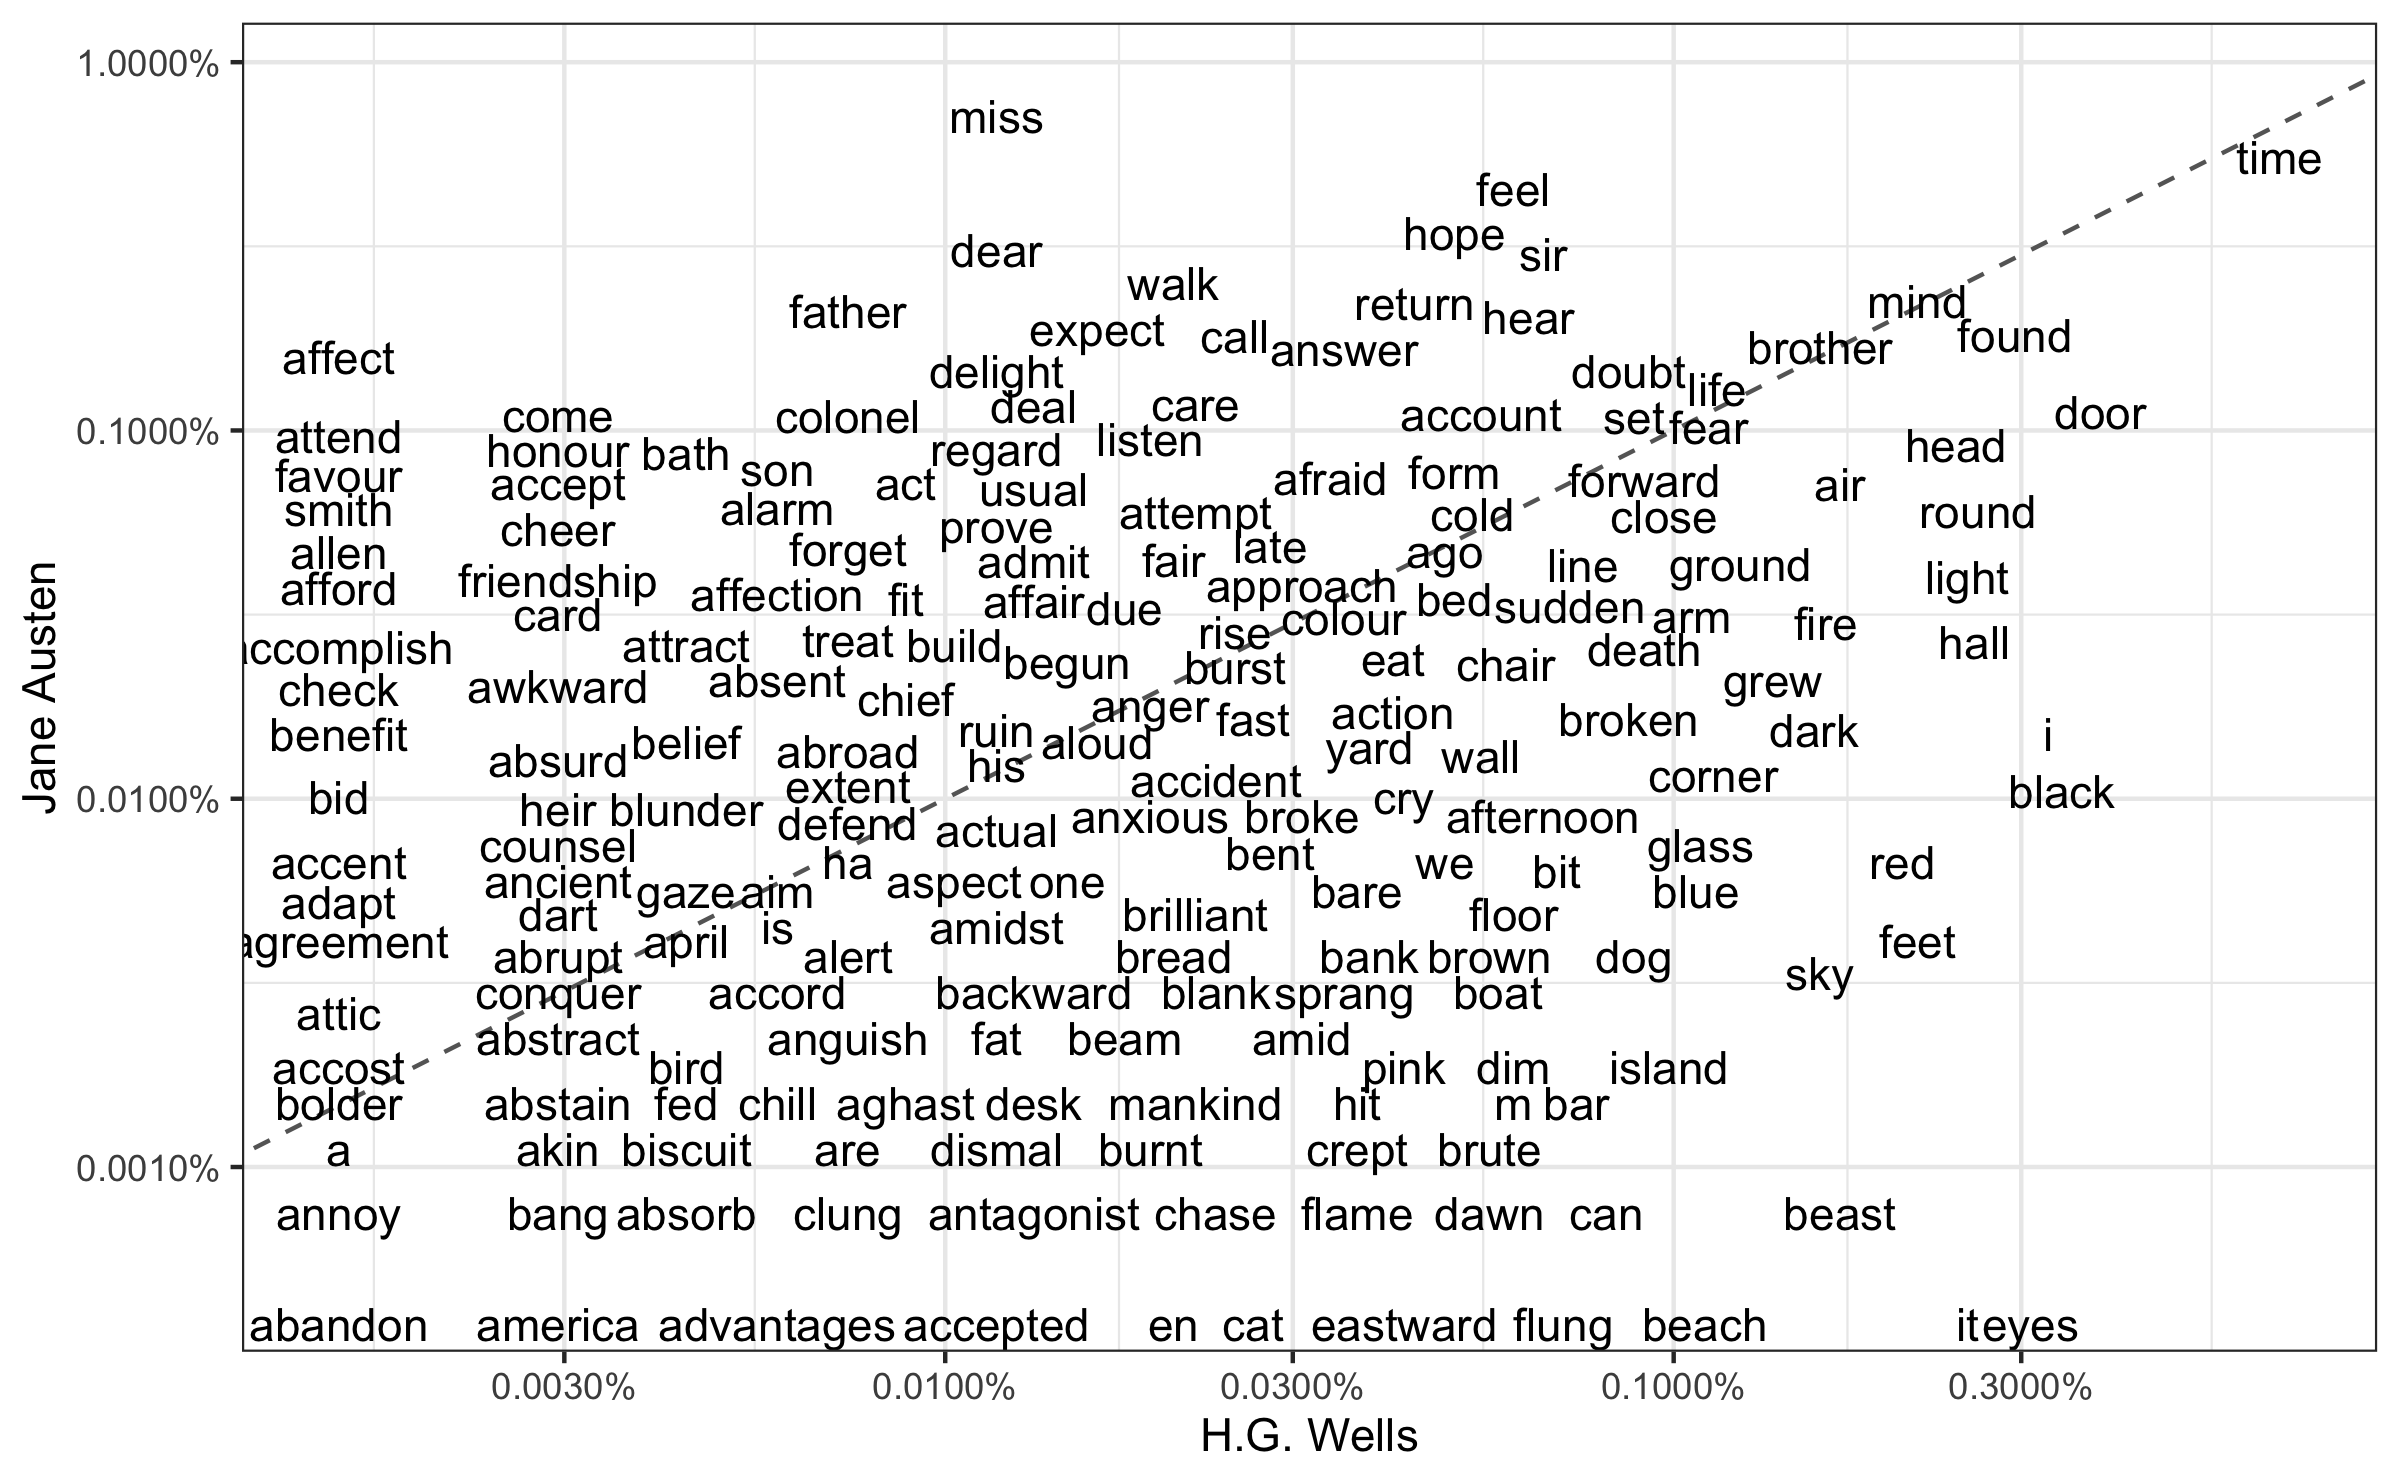 1.0000%
miss
time
feel
hope
dear
sir
walk
father
return
mind
hear
expect
call
found
answer
brother
affect
delight
doubt
life
deal
care
come
colonel
account
set
door
fear
0.1000%
attend
listen
head
honour
bath
regard
son
form
favour
afraid
forward
accept
act
air
usual
smith
alarm
attempt
round
cold
close
cheer
prove
late
allen
forget
ago
admit
fair
line
ground
friendship
light
approach
afford
affection
fit
bed
affair
due
sudden
card
colour
arm
fire
rise
treat
hall
ccomplish
attract
build
death
eat
begun
chair
burst
absent
grew
check
awkward
chief
anger
action
fast
broken
ruin
dark
i
benefit
belief
aloud
abroad
yard
wall
absurd
his
corner
accident
extent
black
bid
0.0100%
cry
heir
blunder
anxious
broke
afternoon
defend
actual
counsel
glass
bent
accent
ha
we
red
bit
ancient
aspect
one
gaze
aim
bare
blue
adapt
dart
brilliant
floor
is
amidst
agreement
april
feet
abrupt
alert
bread
bank
brown
dog
sky
conquer
accord
backward
blank
sprang
boat
attic
abstract
anguish
fat
beam
amid
accost
bird
pink
dim
island
bolder
abstain
fed
chill
aghast
desk
mankind
hit
m
bar
a
akin
biscuit
are
dismal
burnt
crept
brute
0.0010%
annoy
bang
absorb
clung
antagonist
chase
flame
dawn
can
beast
abandon
america
advantages
accepted
en
cat
eastward
flung
beach
it
eyes
0.0030%
0.0100%
0.0300%
0.1000%
0.3000%
H.G. Wells
Jane Austen